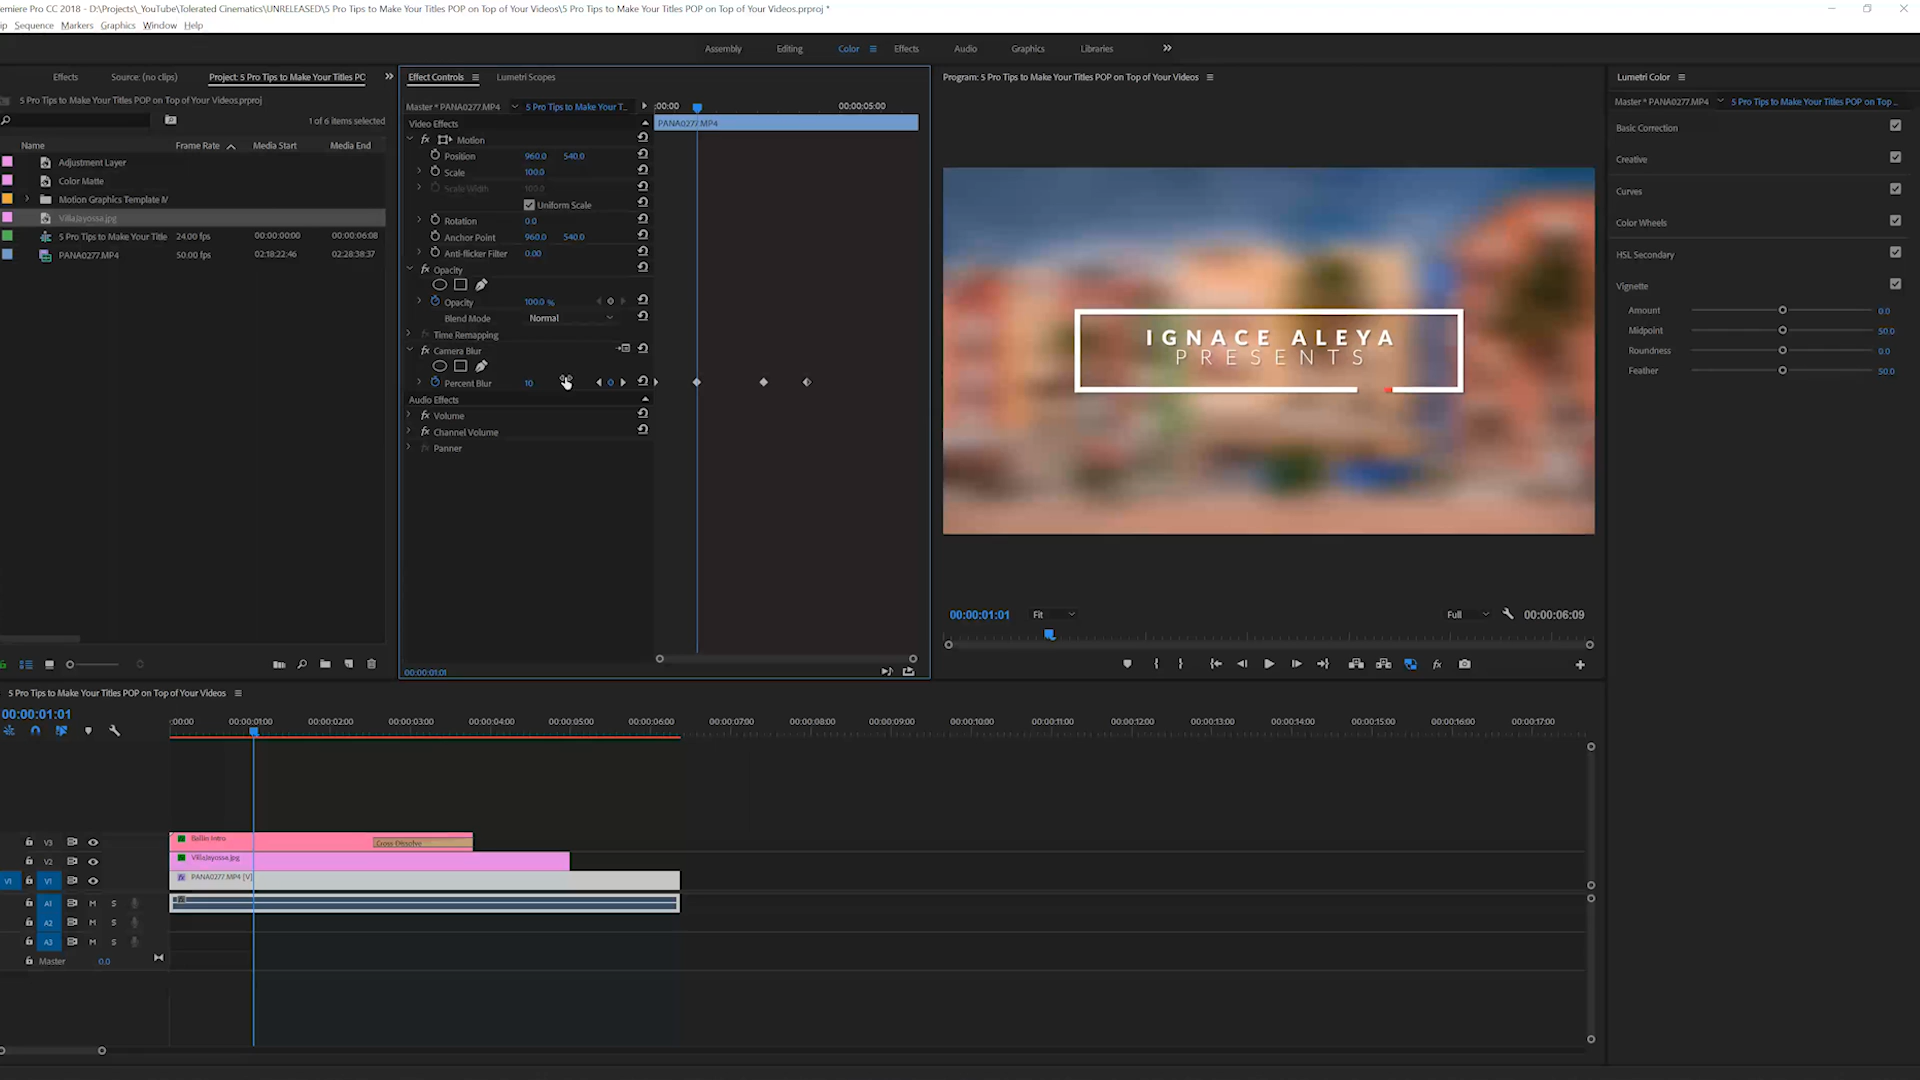 emiere Pro CC 2018 - D:\Projects\_YouTube\Tolerated Cinematics\UNRELEASED\5 Pro Tips to Make Your Titles POP on Top of Your Videos\5 Pro Tips to Make Your Titles POP on Top of Your Videos.prproj *
ip Sequence Markers Graphics Window Help
Assembly Editing Color Effects Audio Graphics Libraries
Effects Source: (no clips) Project: 5 Pro Tips to Make Your Titles PC
5 Pro Tips to Make Your Titles POP on Top of Your Videos.prproj
1 of 6 items selected
Name Frame Rate Media Start Media End
Adjustment Layer
Color Matte
Motion Graphics Template M
VillaJayossa.jpg
5 Pro Tips to Make Your Title 24.00 fps 00:00:00:00 00:00:06:08
PANA0277.MP4 50.00 fps 02:18:22:46 02:28:38:37
Effect Controls Lumetri Scopes
Master * PANA0277.MP4 5 Pro Tips to Make Your T...
:00:00 00:00:05:00
Video Effects PANA0277.MP4
fx Motion
Position 960.0 540.0
Scale 100.0
Scale Width 100.0
Uniform Scale
Rotation 0.0
Anchor Point 960.0 540.0
Anti-flicker Filter 0.00
fx Opacity
Opacity 100.0 %
Blend Mode Normal
fx Time Remapping
fx Camera Blur
Percent Blur 10
Audio Effects
fx Volume
fx Channel Volume
fx Panner
00:00:01:01
Program: 5 Pro Tips to Make Your Titles POP on Top of Your Videos
IGNACE ALEYA
PRESENTS
00:00:01:01 Fit Full 00:00:06:09
fx
Lumetri Color
Master * PANA0277.MP4 5 Pro Tips to Make Your Titles POP on Top ...
Basic Correction
Creative
Curves
Color Wheels
HSL Secondary
Vignette
Amount 0.0
Midpoint 50.0
Roundness 0.0
Feather 50.0
5 Pro Tips to Make Your Titles POP on Top of Your Videos
00:00:01:01
:00:00 00:00:01:00 00:00:02:00 00:00:03:00 00:00:04:00 00:00:05:00 00:00:06:00 00:00:07:00 00:00:08:00 00:00:09:00 00:00:10:00 00:00:11:00 00:00:12:00 00:00:13:00 00:00:14:00 00:00:15:00 00:00:16:00 00:00:17:00
V3 Ballin Intro Cross Dissolve
V2 VillaJayossa.jpg
V1 V1 PANA0277.MP4 [V]
A1 M S
A2 M S
A3 M S
Master 0.0